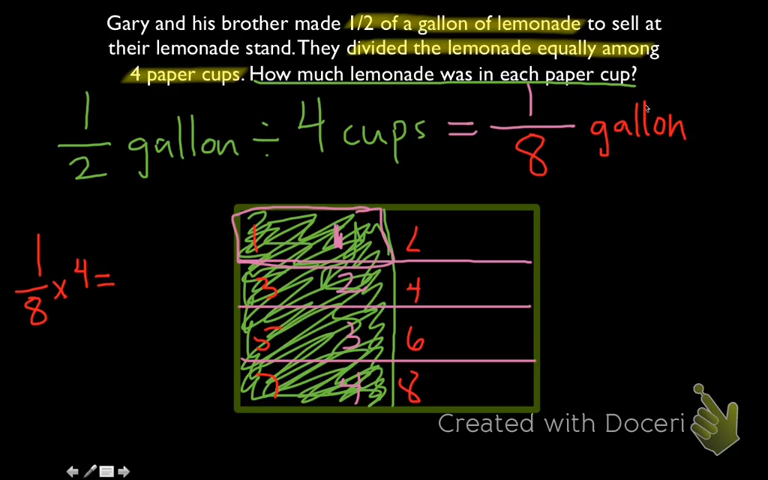 Gary and his brother made 1/2 of a gallon of lemonade to sell at
their lemonade stand. They divided the lemonade equally among
4 paper cups. How much lemonade was in each paper cup?
1/2 gallon ÷ 4 cups = 1/8 gallon
1 1 2
1/8 x 4 =
3 2 4
5 3 6
7 4 8
Created with Doceri